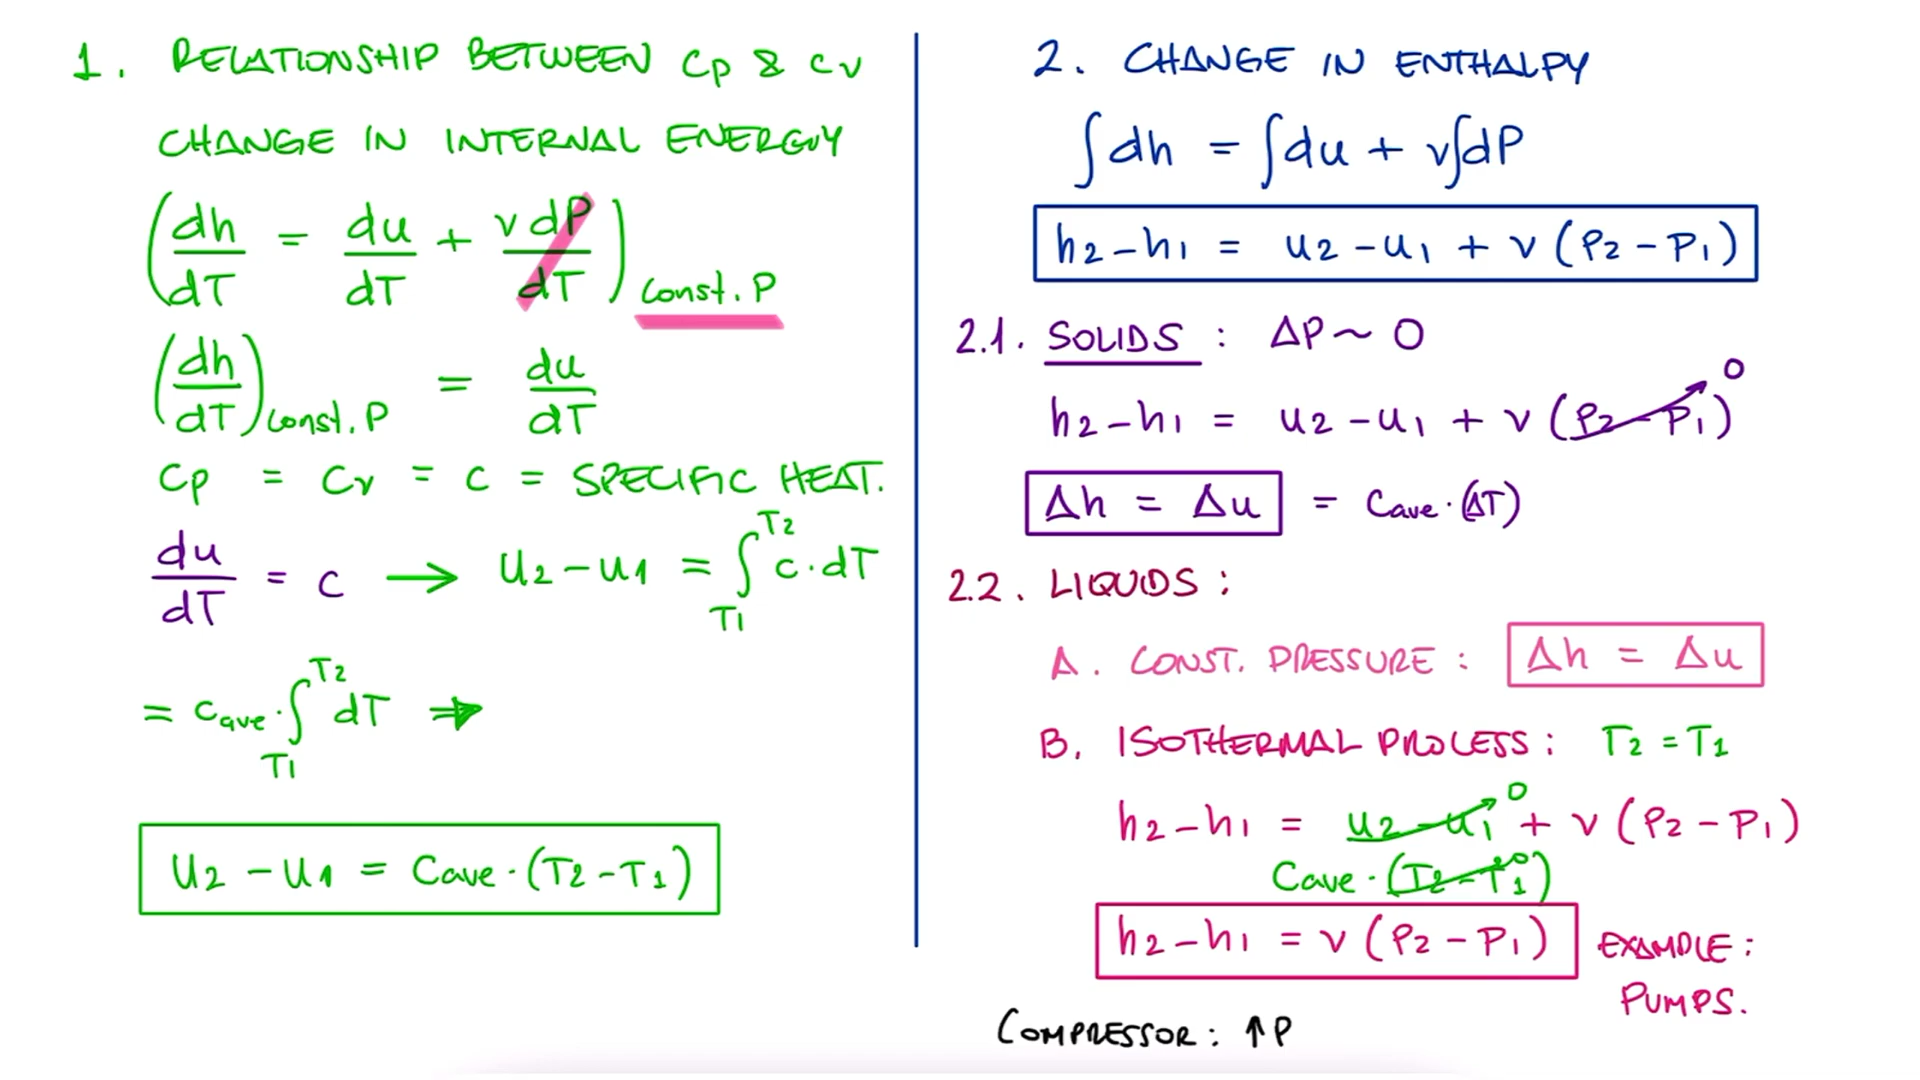 1. RELATIONSHIP BETWEEN Cp & Cv
CHANGE IN INTERNAL ENERGY
(dh/dT = du/dT + v dP/dT) const. P
(dh/dT) const. P = du/dT
Cp = Cv = C = SPECIFIC HEAT.
du/dT = C → u2 - u1 = ∫T1 T2 C·dT
= Cave·∫T1 T2 dT ⇒
u2 - u1 = Cave·(T2 - T1)
2. CHANGE IN ENTHALPY
∫dh = ∫du + v∫dP
h2 - h1 = u2 - u1 + v (P2 - P1)
2.1. SOLIDS : ΔP ~ 0
h2 - h1 = u2 - u1 + v (P2 - P1) 0
Δh = Δu = Cave·(ΔT)
2.2. LIQUIDS :
A. CONST. PRESSURE : Δh = Δu
B. ISOTHERMAL PROCESS : T2 = T1
h2 - h1 = u2 - u1 0 + v (P2 - P1)
Cave·(T2 - T1) 0
h2 - h1 = v (P2 - P1) EXAMPLE :
PUMPS.
COMPRESSOR : ↑P